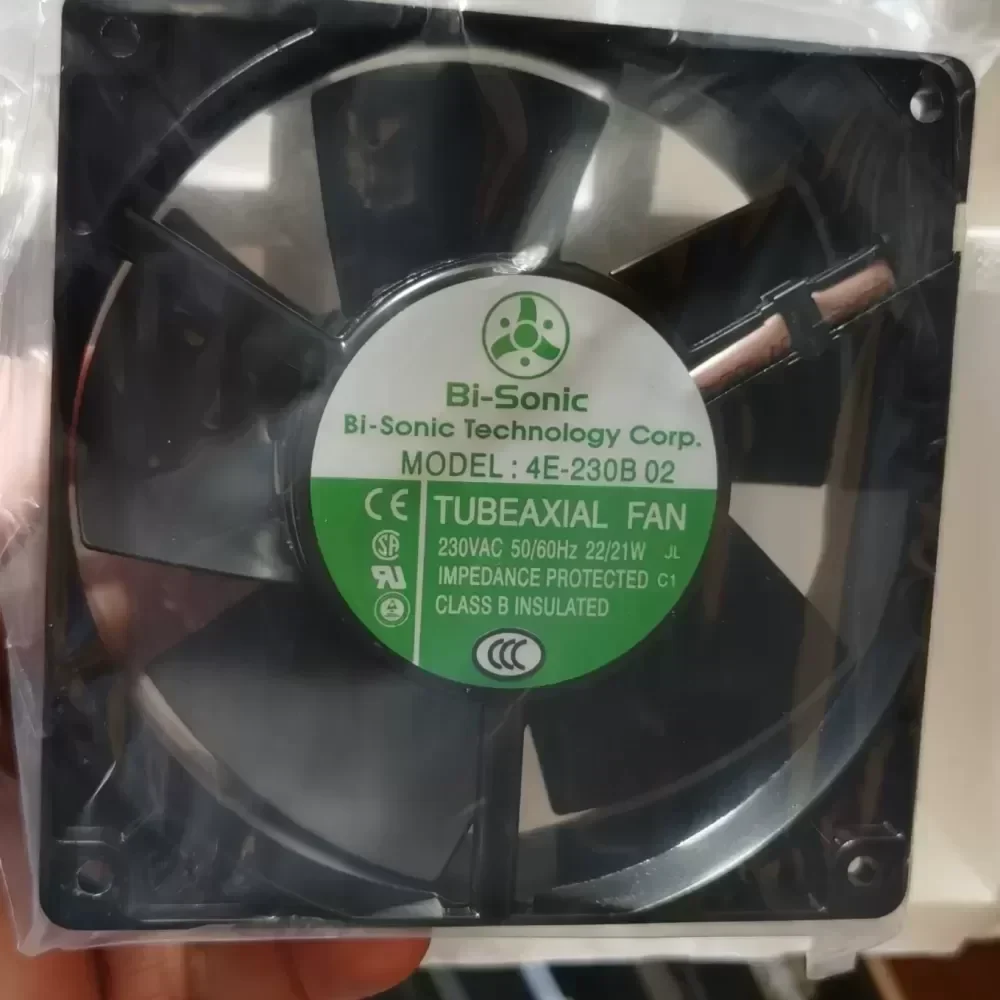 Bi-Sonic
Bi-Sonic Technology Corp.
MODEL : 4E-230B 02
CE
TUBEAXIAL FAN
SA
230VAC 50/60Hz 22/21W JL
IMPEDANCE PROTECTED C1
CLASS B INSULATED
CCC